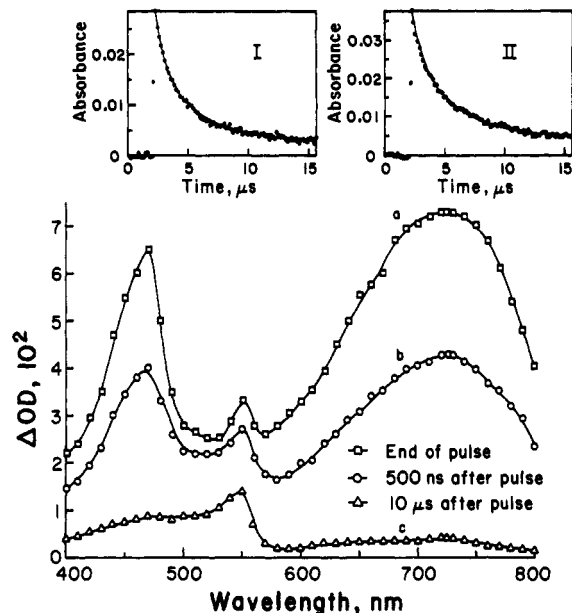 I
II
Absorbance
0.02
0.01
0
0 5 10 15
Time, μs
Absorbance
0.03
0.02
0.01
0
0 5 10 15
Time, μs
ΔOD, 10²
7
6
5
4
3
2
1
0
a
b
c
□ End of pulse
○ 500 ns after pulse
△ 10 μs after pulse
400 500 600 700 800
Wavelength, nm